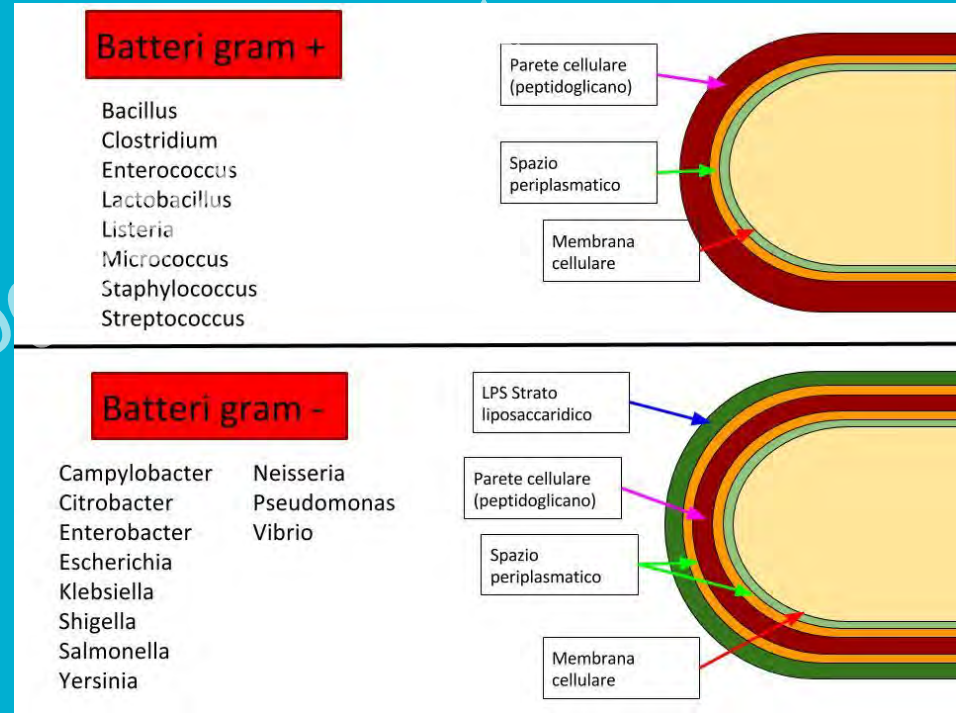 Batteri gram +
Bacillus
Clostridium
Enterococcus
Lactobacillus
Listeria
Micrococcus
Staphylococcus
Streptococcus
Parete cellulare
(peptidoglicano)
Spazio
periplasmatico
Membrana
cellulare
Batteri gram -
Campylobacter
Citrobacter
Enterobacter
Escherichia
Klebsiella
Shigella
Salmonella
Yersinia
Neisseria
Pseudomonas
Vibrio
LPS Strato
liposaccaridico
Parete cellulare
(peptidoglicano)
Spazio
periplasmatico
Membrana
cellulare